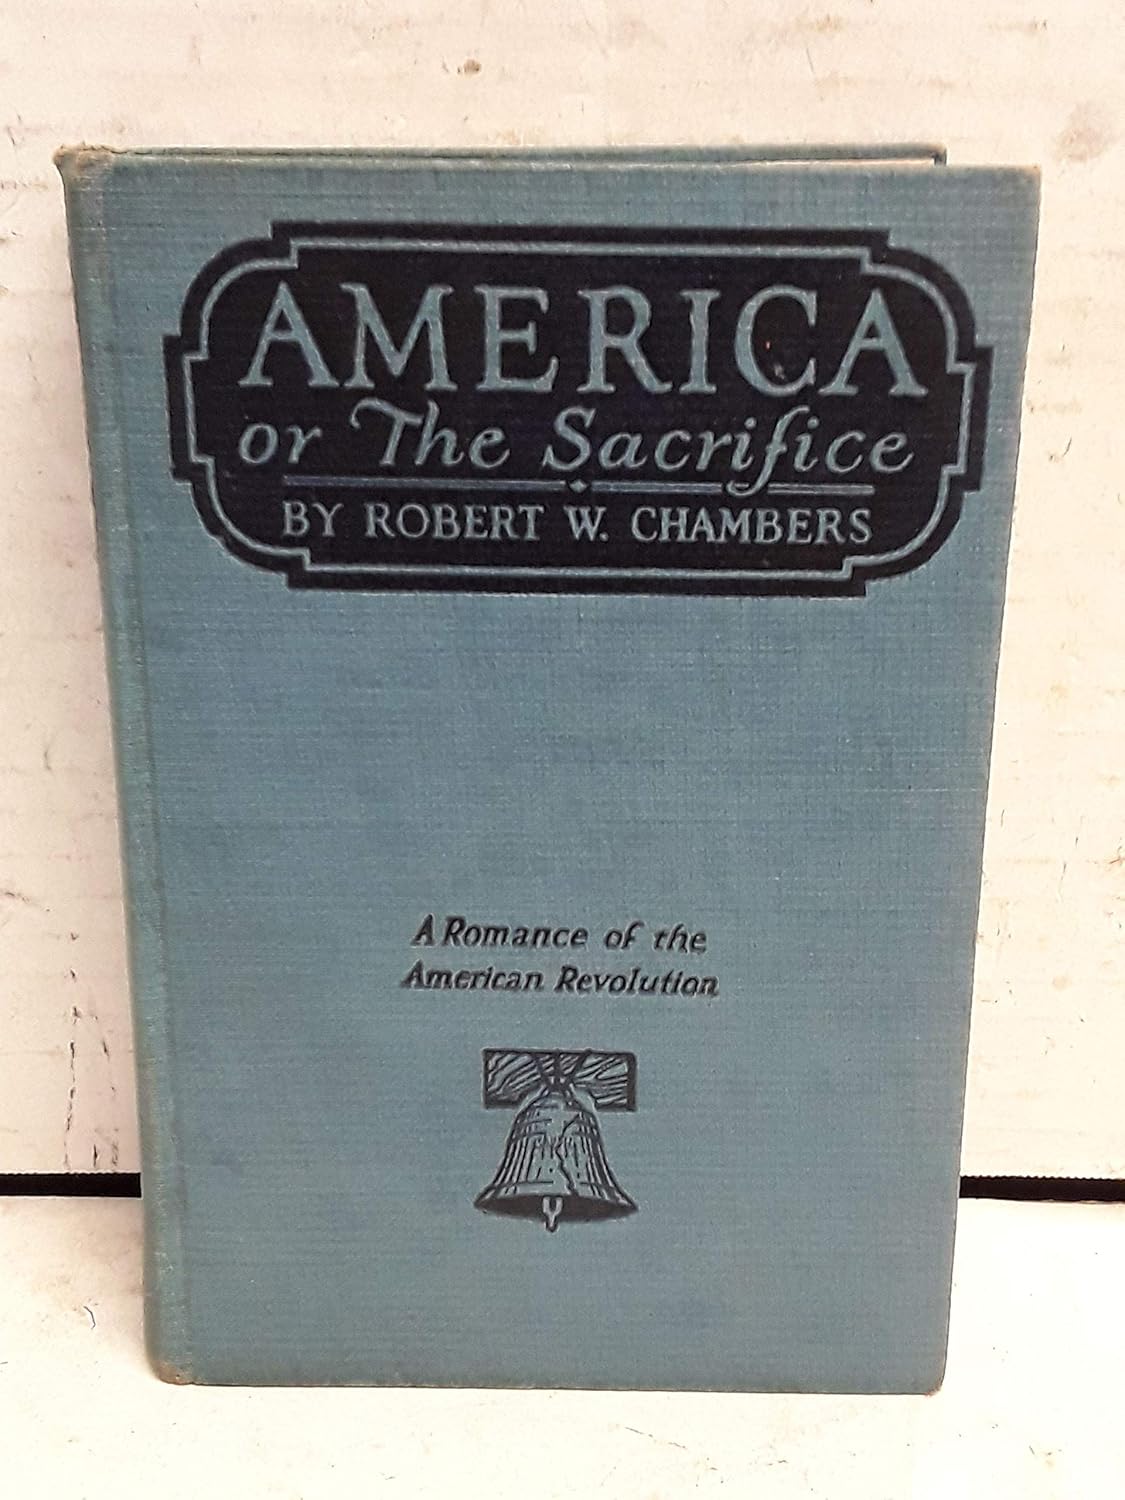 AMERICA
or The Sacrifice
BY ROBERT W. CHAMBERS
A Romance of the
American Revolution